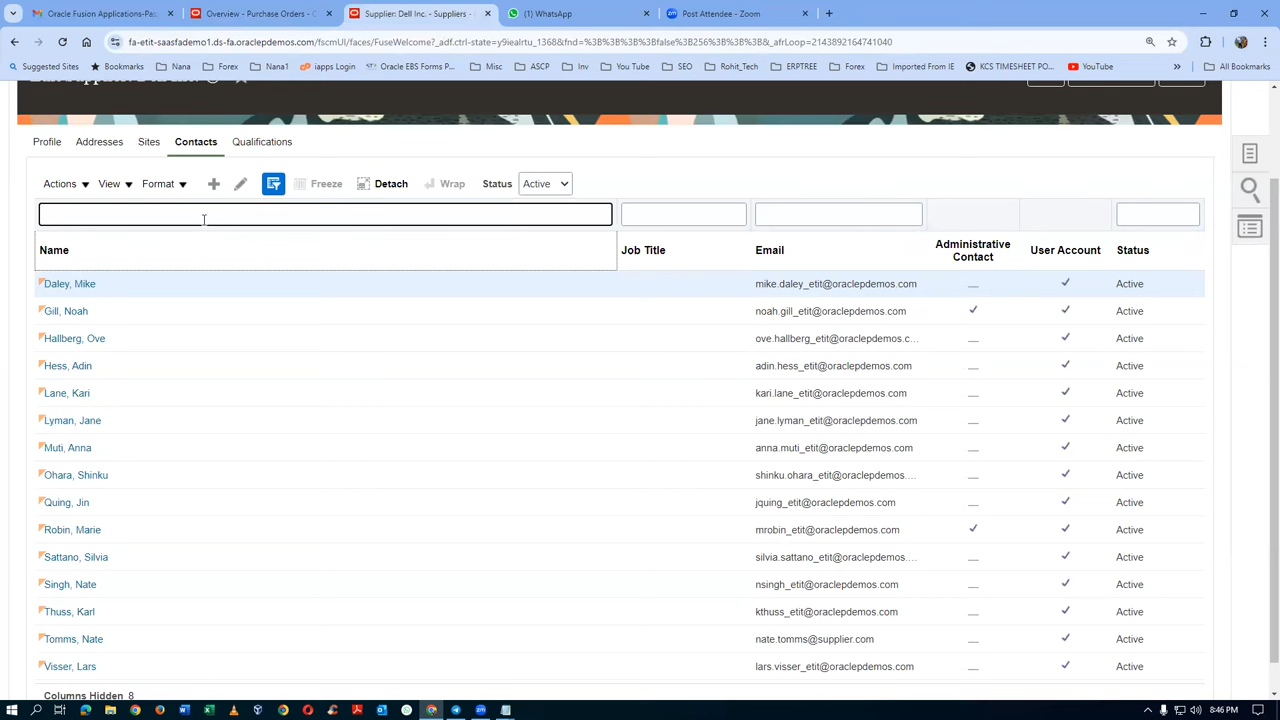 Oracle Fusion Applications-Pac
Overview - Purchase Orders - O
Supplier: Dell Inc. - Suppliers -
(1) WhatsApp
Post Attendee - Zoom
fa-etit-saasfademo1.ds-fa.oraclepdemos.com/fscmUI/faces/FuseWelcome?_adf.ctrl-state=y9iealrtu_1368&fnd=%3B%3B%3B%3Bfalse%3B256%3B%3B%3B&_afrLoop=2143892164741040
Suggested Sites
Bookmarks
Nana
Forex
Nana1
iapps Login
Oracle EBS Forms P...
Misc
ASCP
Inv
You Tube
SEO
Rohit_Tech
ERPTREE
Forex
Imported From IE
KCS TIMESHEET PO...
YouTube
All Bookmarks
Profile
Addresses
Sites
Contacts
Qualifications
Actions
View
Format
Freeze
Detach
Wrap
Status
Active
Name
Job Title
Email
Administrative
Contact
User Account
Status
Daley, Mike mike.daley_etit@oraclepdemos.com Active
Gill, Noah noah.gill_etit@oraclepdemos.com Active
Hallberg, Ove ove.hallberg_etit@oraclepdemos.c... Active
Hess, Adin adin.hess_etit@oraclepdemos.com Active
Lane, Kari kari.lane_etit@oraclepdemos.com Active
Lyman, Jane jane.lyman_etit@oraclepdemos.com Active
Muti, Anna anna.muti_etit@oraclepdemos.com Active
Ohara, Shinku shinku.ohara_etit@oraclepdemos.... Active
Quing, Jin jquing_etit@oraclepdemos.com Active
Robin, Marie mrobin_etit@oraclepdemos.com Active
Sattano, Silvia silvia.sattano_etit@oraclepdemos.... Active
Singh, Nate nsingh_etit@oraclepdemos.com Active
Thuss, Karl kthuss_etit@oraclepdemos.com Active
Tomms, Nate nate.tomms@supplier.com Active
Visser, Lars lars.visser_etit@oraclepdemos.com Active
Columns Hidden 8
8:46 PM